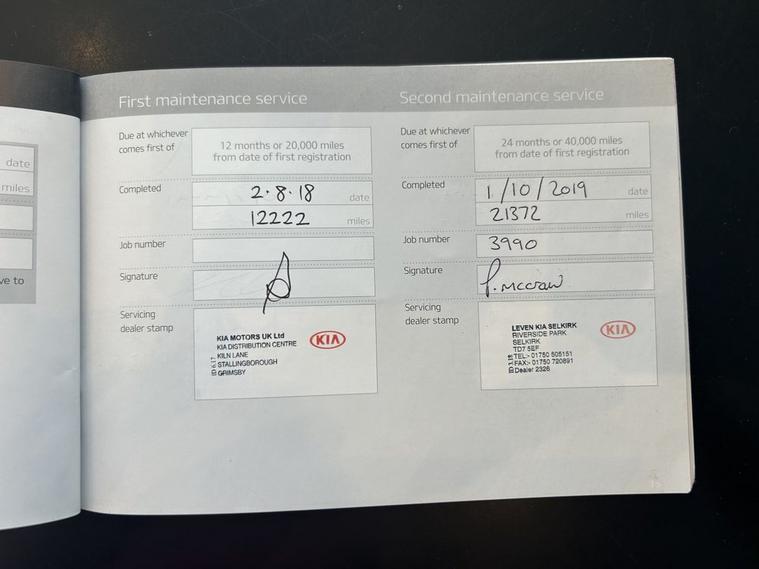 date
miles
ve to
First maintenance service
Due at whichever
comes first of
12 months or 20,000 miles
from date of first registration
Completed
2·8·18
date
12222
miles
Job number
Signature
Servicing
dealer stamp
KIA MOTORS UK Ltd
KIA DISTRIBUTION CENTRE
KILN LANE
STALLINGBOROUGH
GRIMSBY
KIA
Second maintenance service
Due at whichever
comes first of
24 months or 40,000 miles
from date of first registration
Completed
1/10/2019
date
21372
miles
Job number
3990
Signature
P. McCraw
Servicing
dealer stamp
LEVEN KIA SELKIRK
RIVERSIDE PARK
SELKIRK
TD7 5EF
TEL:- 01750 505151
FAX:- 01750 720891
Dealer 2326
KIA